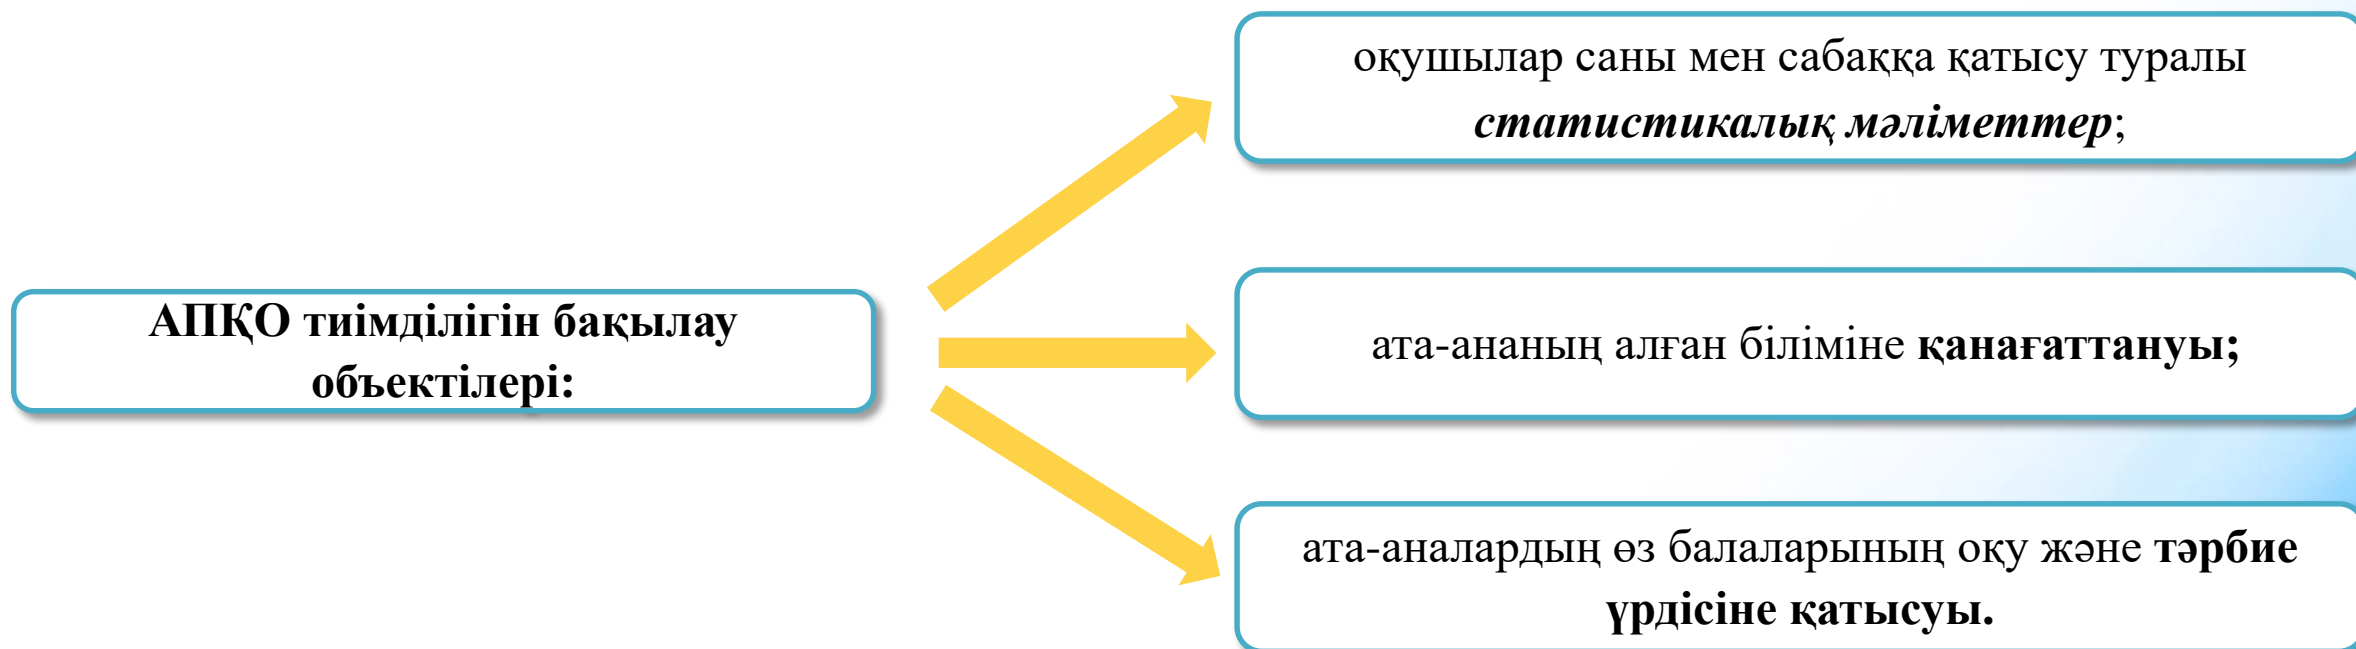 оқушылар саны мен сабаққа қатысу туралы
статистикалық мәліметтер;
АПҚО тиімділігін бақылау
объектілері:
ата-ананың алған біліміне қанағаттануы;
ата-аналардың өз балаларының оқу және тәрбие
үрдісіне қатысуы.